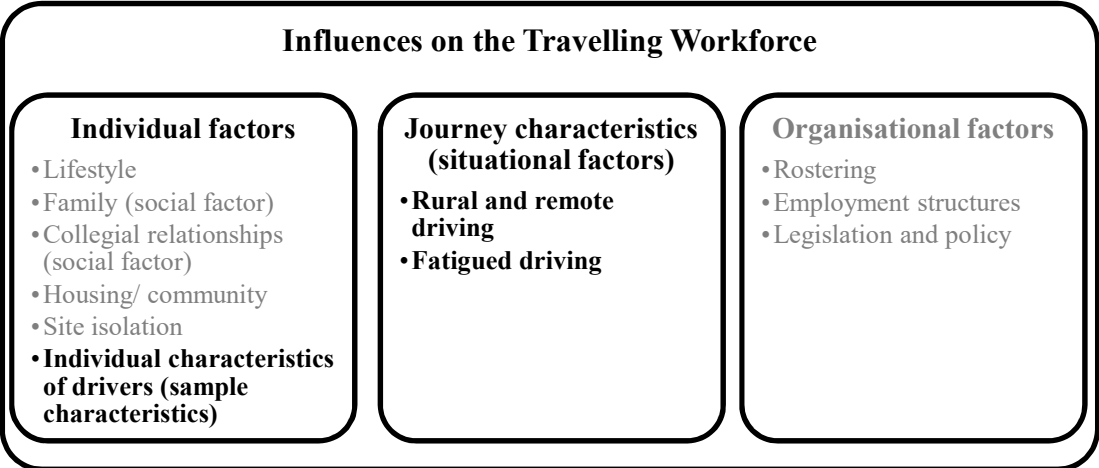 Influences on the Travelling Workforce
Individual factors
•Lifestyle
•Family (social factor)
•Collegial relationships
(social factor)
•Housing/ community
•Site isolation
•Individual characteristics
of drivers (sample
characteristics)
Journey characteristics
(situational factors)
•Rural and remote
driving
•Fatigued driving
Organisational factors
•Rostering
•Employment structures
•Legislation and policy